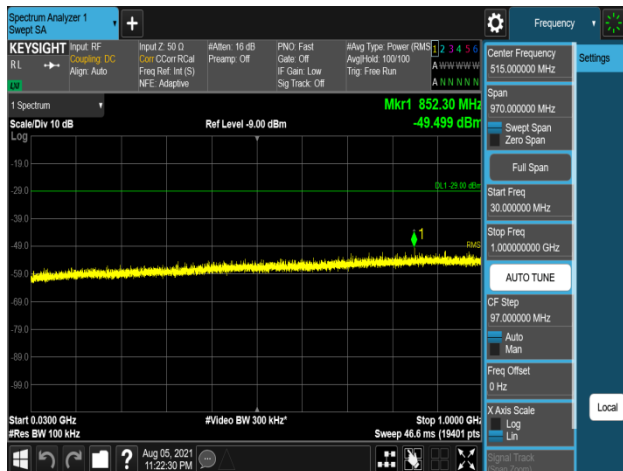 Spectrum Analyzer 1
Swept SA
Frequency
KEYSIGHT
RL
Input: RF
Coupling: DC
Align: Auto
Input Z: 50 Ω
Corr CCorr RCal
Freq Ref: Int (S)
NFE: Adaptive
#Atten: 16 dB
Preamp: Off
PNO: Fast
Gate: Off
IF Gain: Low
Sig Track: Off
#Avg Type: Power (RMS
Avg|Hold: 100/100
Trig: Free Run
1 2 3 4 5 6
A W W W W W
A N N N N N
1 Spectrum
Scale/Div 10 dB
Log
Ref Level -9.00 dBm
Mkr1 852.30 MHz
-49.499 dBm
-19.0
-29.0
-39.0
-49.0
-59.0
-69.0
-79.0
-89.0
-99.0
DL1 -29.00 dBm
1
RMS
Start 0.0300 GHz
#Res BW 100 kHz
#Video BW 300 kHz*
Stop 1.0000 GHz
Sweep 46.6 ms (19401 pts)
Aug 05, 2021
11:22:30 PM
Center Frequency
515.000000 MHz
Span
970.000000 MHz
Swept Span
Zero Span
Full Span
Start Freq
30.000000 MHz
Stop Freq
1.000000000 GHz
AUTO TUNE
CF Step
97.000000 MHz
Auto
Man
Freq Offset
0 Hz
X Axis Scale
Log
Lin
Signal Track
(Span Zoom)
Settings
Local